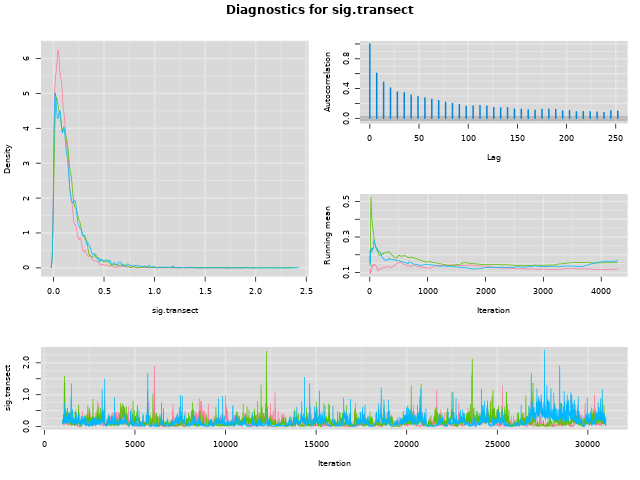 Diagnostics for sig.transect
Density
0 1 2 3 4 5 6
0.0 0.5 1.0 1.5 2.0 2.5
sig.transect
Autocorrelation
0.0 0.4 0.8
0 50 100 150 200 250
Lag
Running mean
0.1 0.3 0.5
0 1000 2000 3000 4000
Iteration
sig.transect
0.0 1.0 2.0
0 5000 10000 15000 20000 25000 30000
Iteration